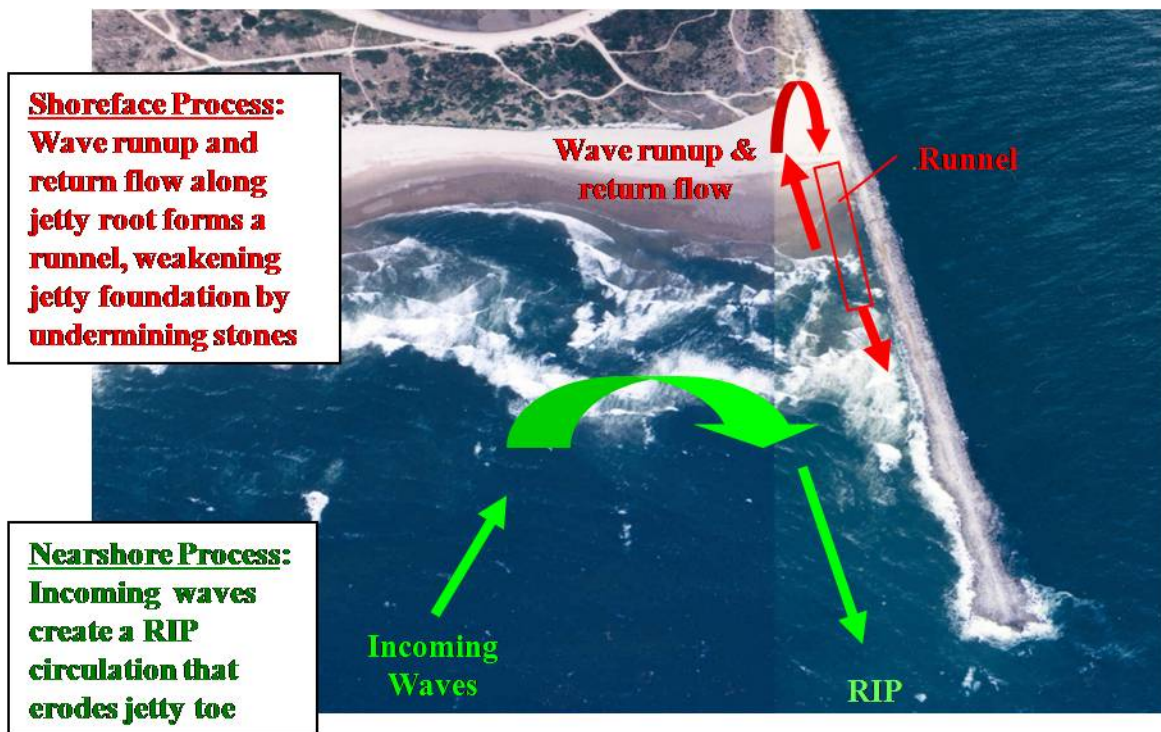 Shoreface Process:
Wave runup and
return flow along
jetty root forms a
runnel, weakening
jetty foundation by
undermining stones
Wave runup &
return flow
.Runnel
Nearshore Process:
Incoming waves
create a RIP
circulation that
erodes jetty toe
Incoming
Waves
RIP